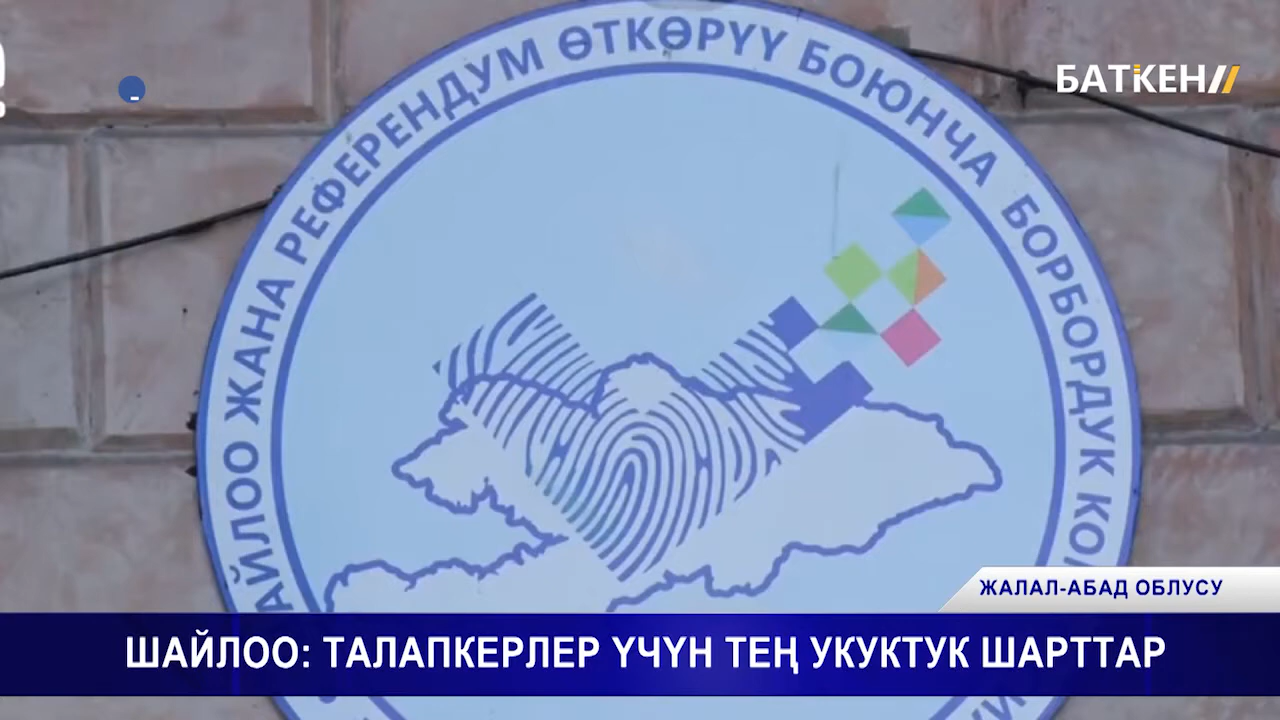 БАТКЕН
ШАЙЛОО ЖАНА РЕФЕРЕНДУМ ӨТКӨРҮҮ БОЮНЧА БОРБОРДУК
ЖАЛАЛ-АБАД ОБЛУСУ
ШАЙЛОО: ТАЛАПКЕРЛЕР ҮЧҮН ТЕҢ УКУКТУК ШАРТТАР